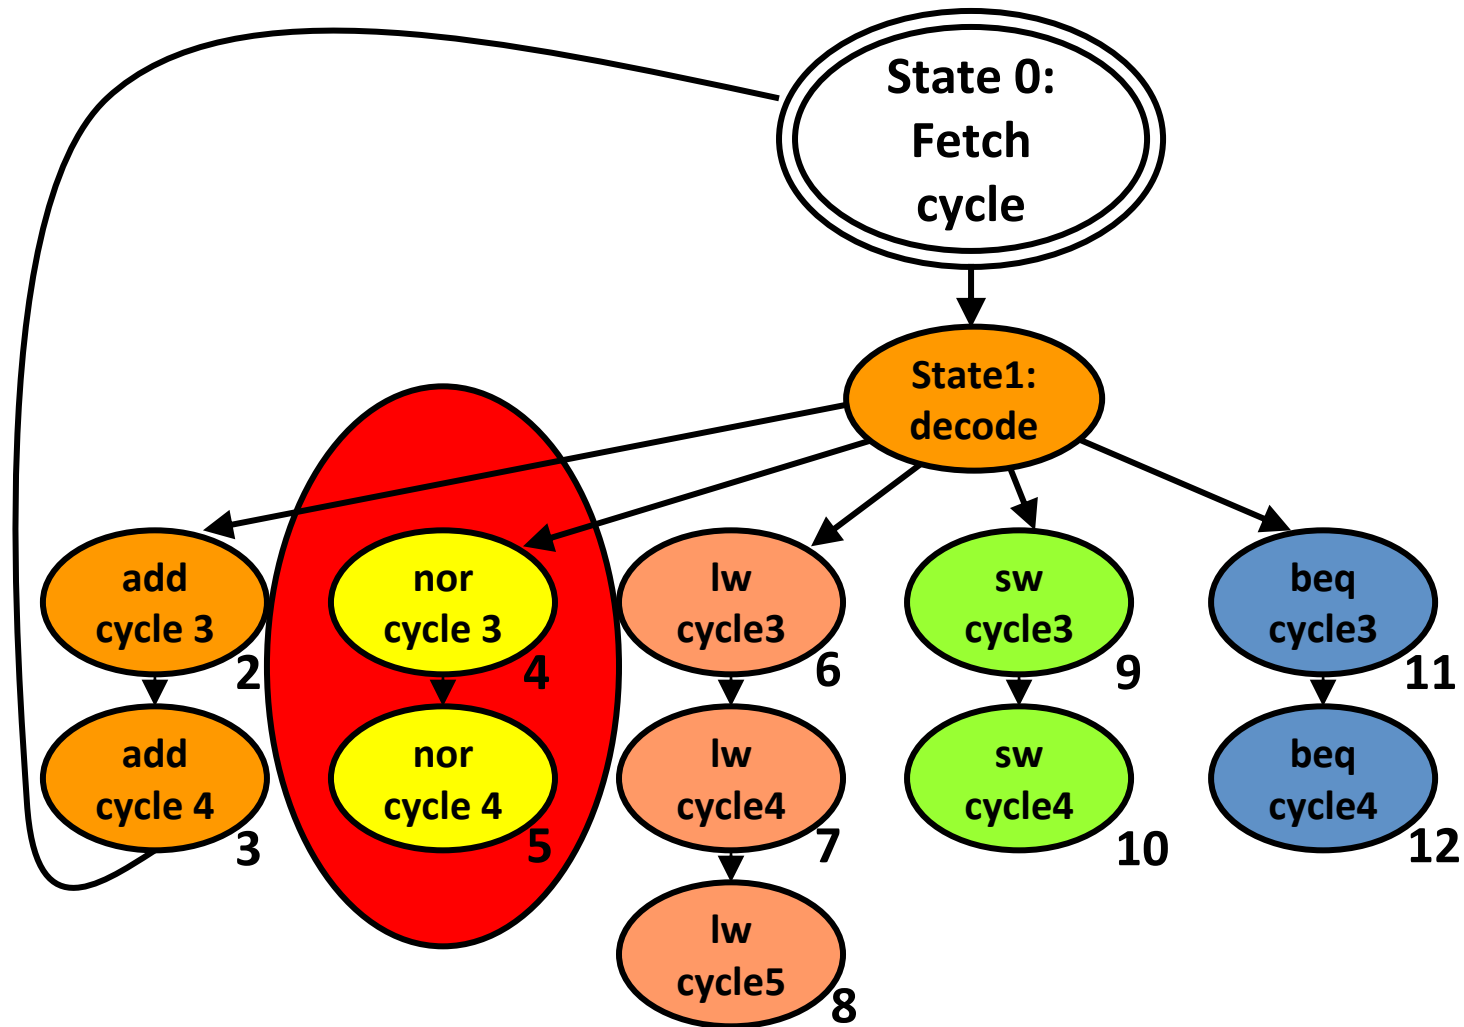 State 0:
Fetch
cycle
State1:
decode
add
cycle 3
2
nor
cycle 3
4
lw
cycle3
6
sw
cycle3
9
beq
cycle3
11
add
cycle 4
3
nor
cycle 4
5
lw
cycle4
7
sw
cycle4
10
beq
cycle4
12
lw
cycle5
8